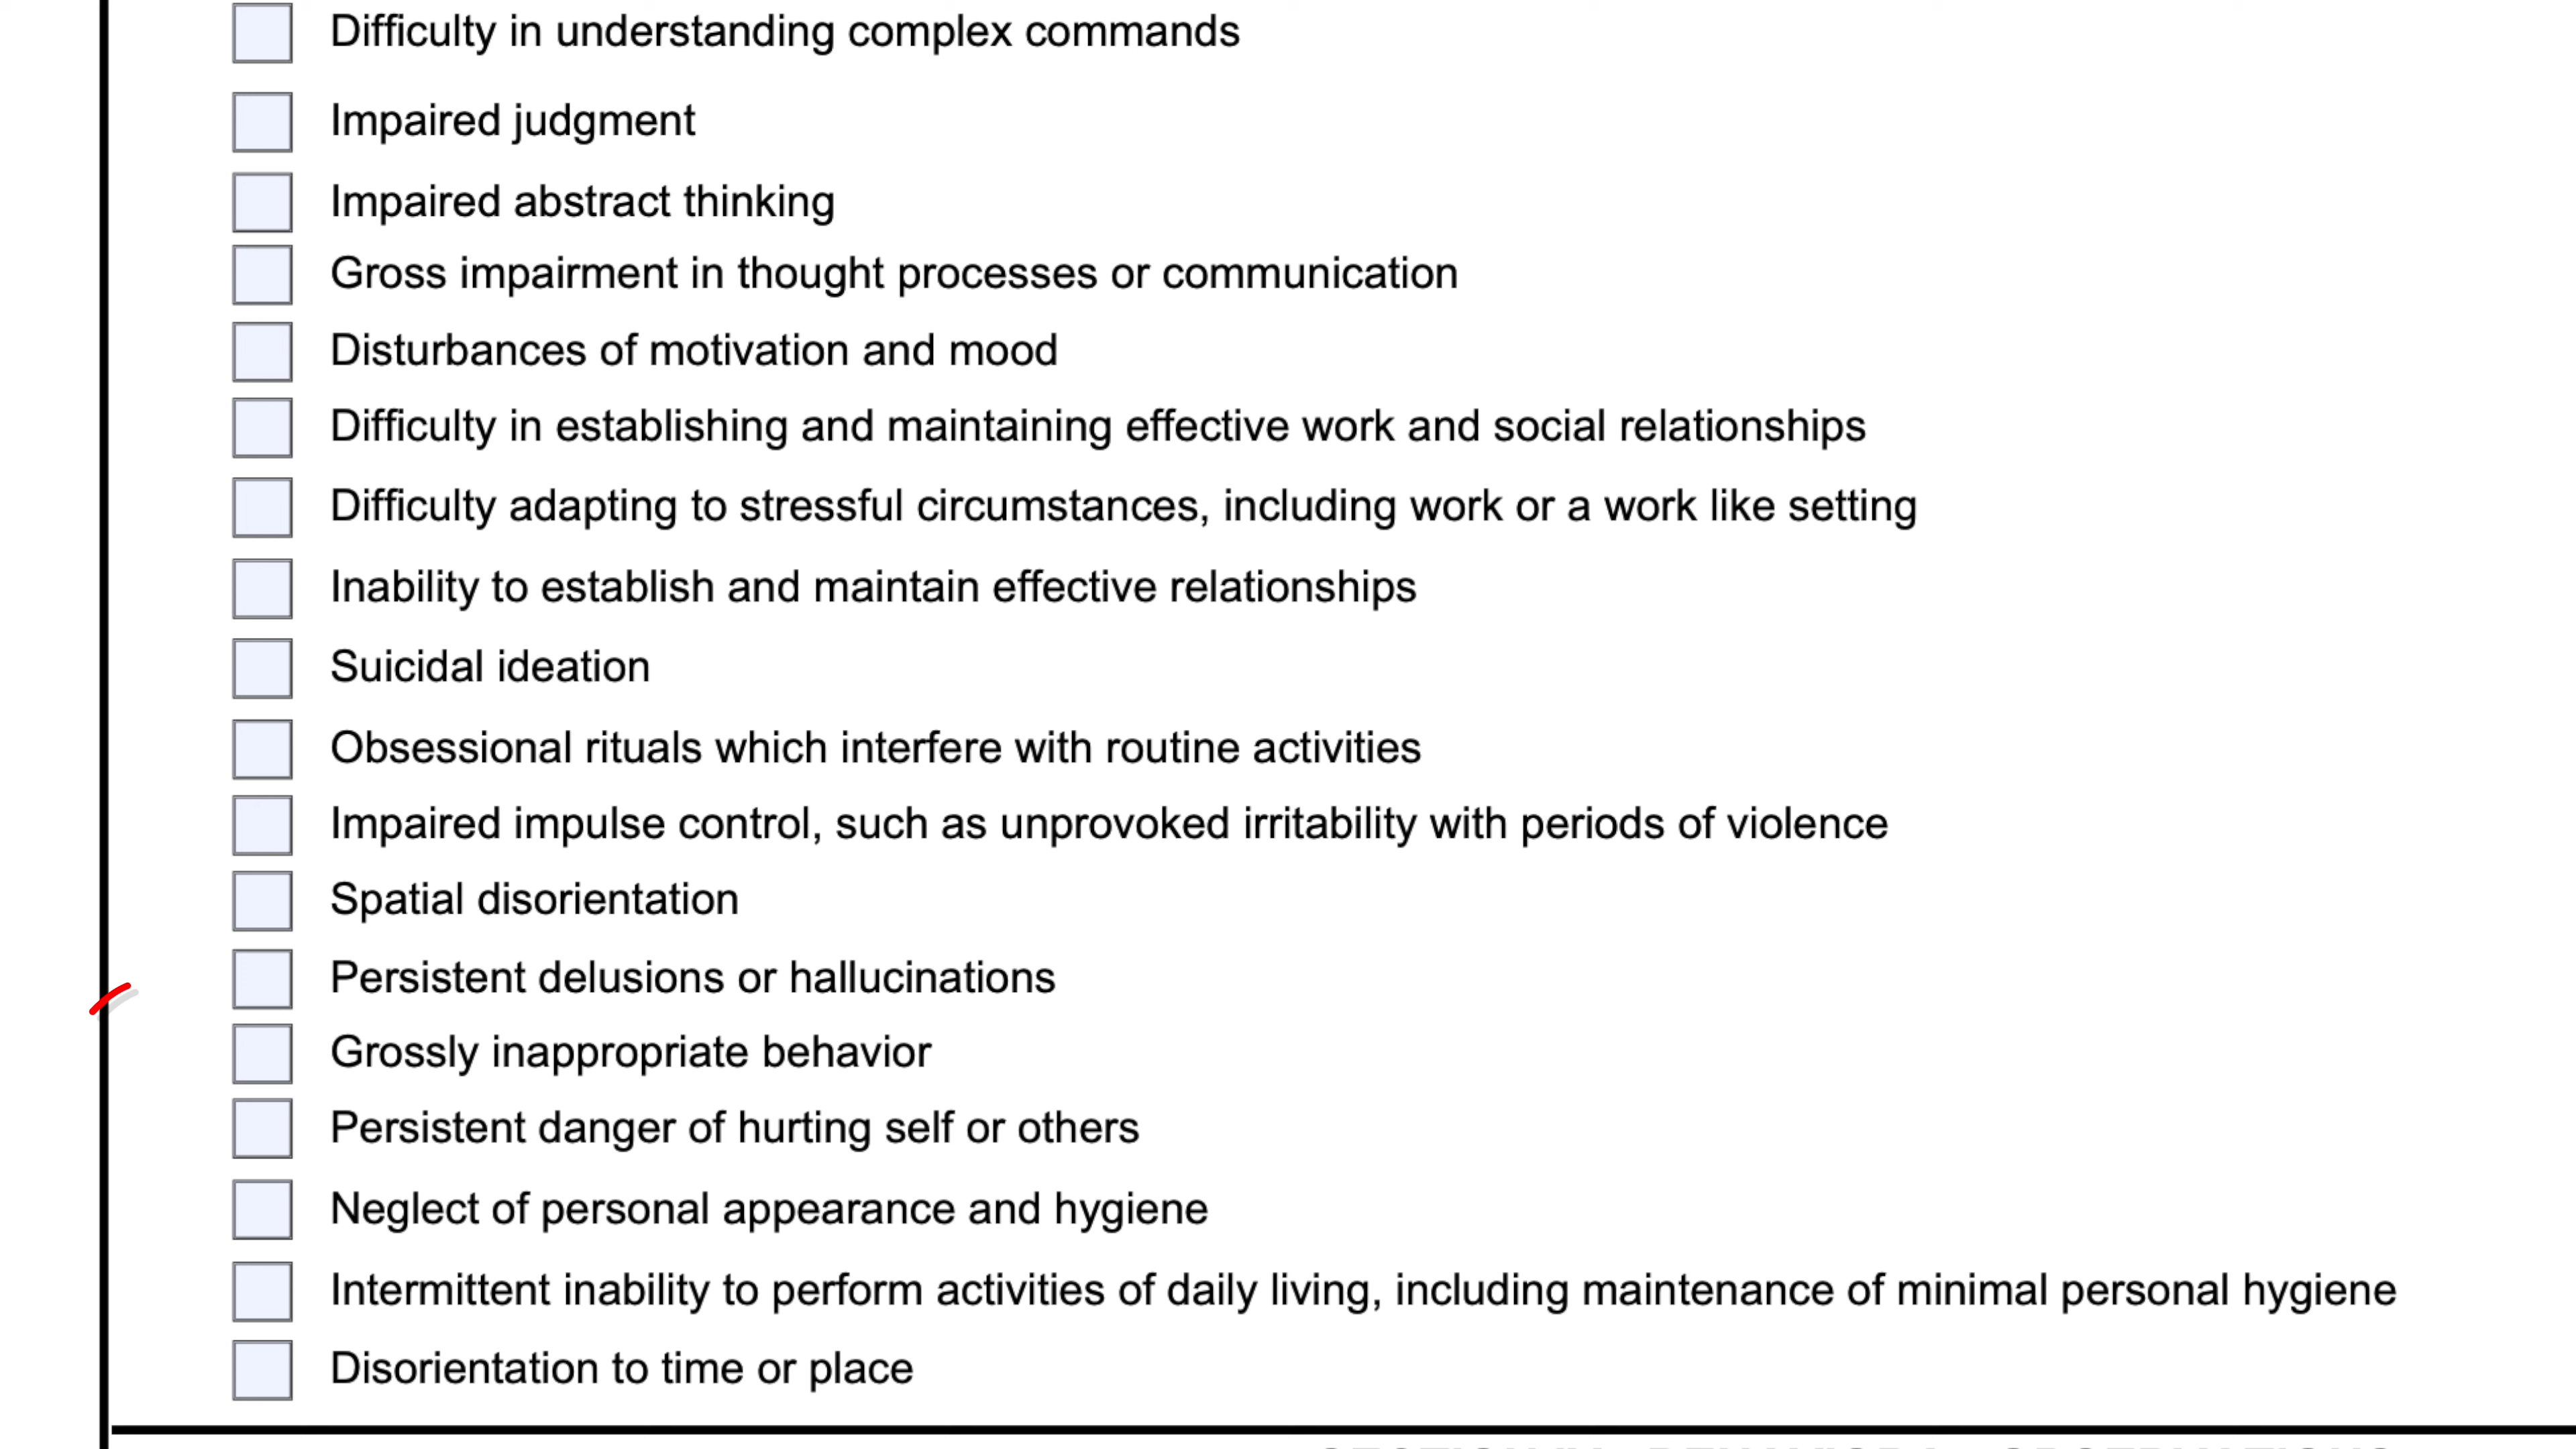 Difficulty in understanding complex commands
Impaired judgment
Impaired abstract thinking
Gross impairment in thought processes or communication
Disturbances of motivation and mood
Difficulty in establishing and maintaining effective work and social relationships
Difficulty adapting to stressful circumstances, including work or a work like setting
Inability to establish and maintain effective relationships
Suicidal ideation
Obsessional rituals which interfere with routine activities
Impaired impulse control, such as unprovoked irritability with periods of violence
Spatial disorientation
Persistent delusions or hallucinations
Grossly inappropriate behavior
Persistent danger of hurting self or others
Neglect of personal appearance and hygiene
Intermittent inability to perform activities of daily living, including maintenance of minimal personal hygiene
Disorientation to time or place